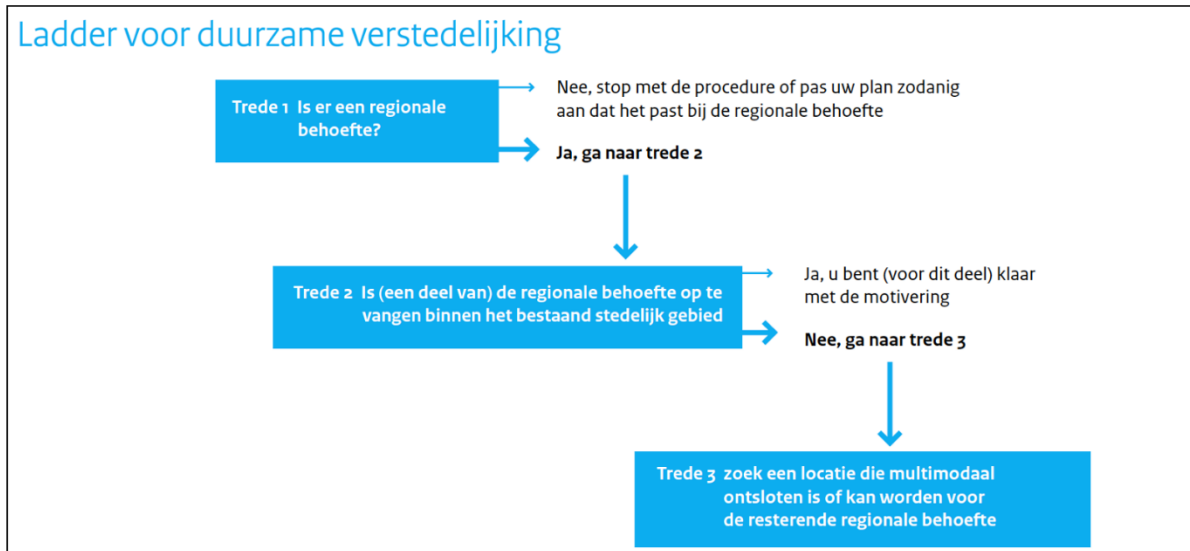 Ladder voor duurzame verstedelijking
Trede 1 Is er een regionale
behoefte?
Nee, stop met de procedure of pas uw plan zodanig
aan dat het past bij de regionale behoefte
Ja, ga naar trede 2
Trede 2 Is (een deel van) de regionale behoefte op te
vangen binnen het bestaand stedelijk gebied
Ja, u bent (voor dit deel) klaar
met de motivering
Nee, ga naar trede 3
Trede 3 zoek een locatie die multimodaal
ontsloten is of kan worden voor
de resterende regionale behoefte